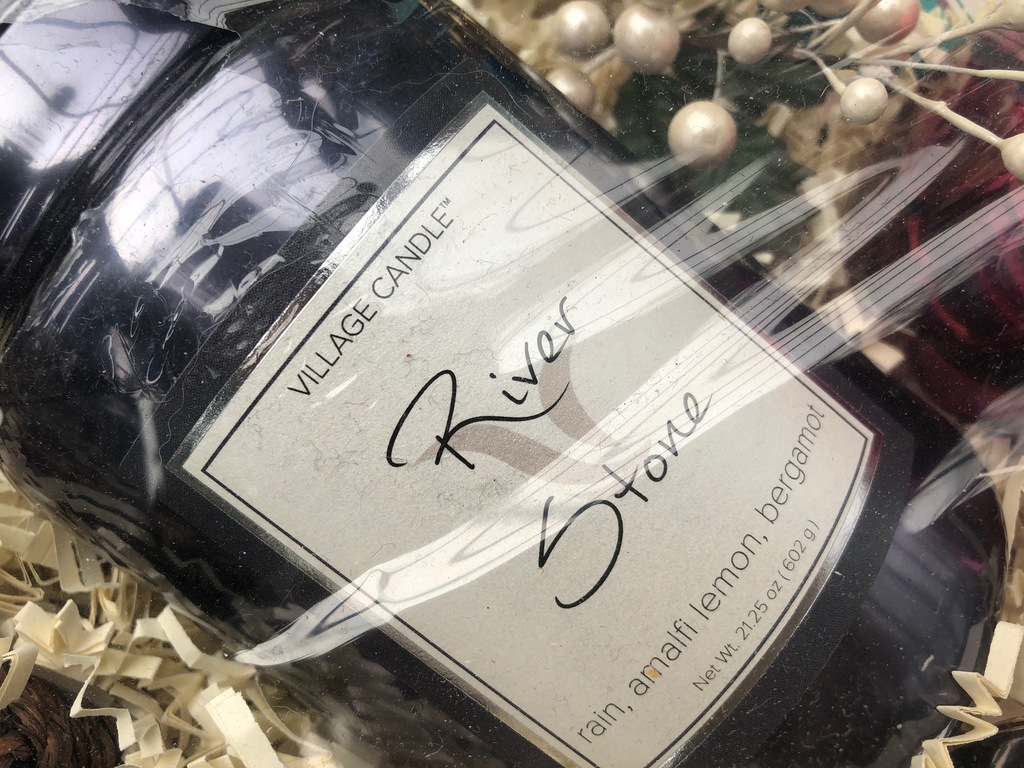 VILLAGE CANDLE™
River
Stone
rain, amalfi lemon, bergamot
Net Wt. 21.25 oz (602 g)